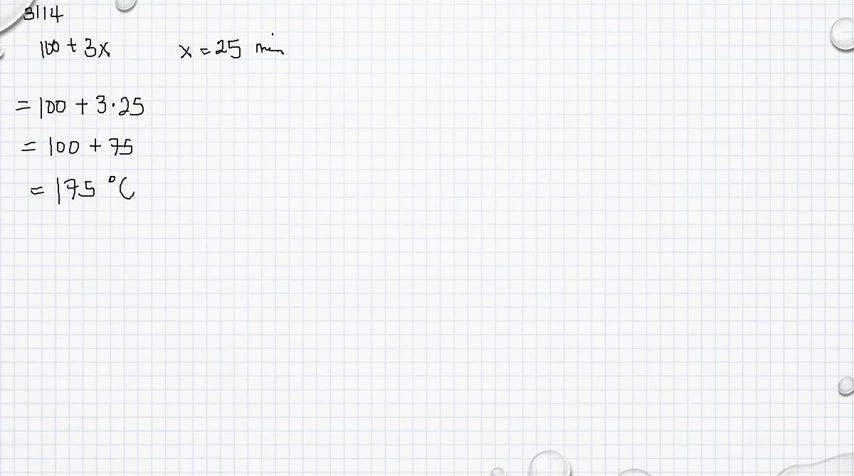 3114
100 + 3x x = 25 min
= 100 + 3·25
= 100 + 75
= 175 °C